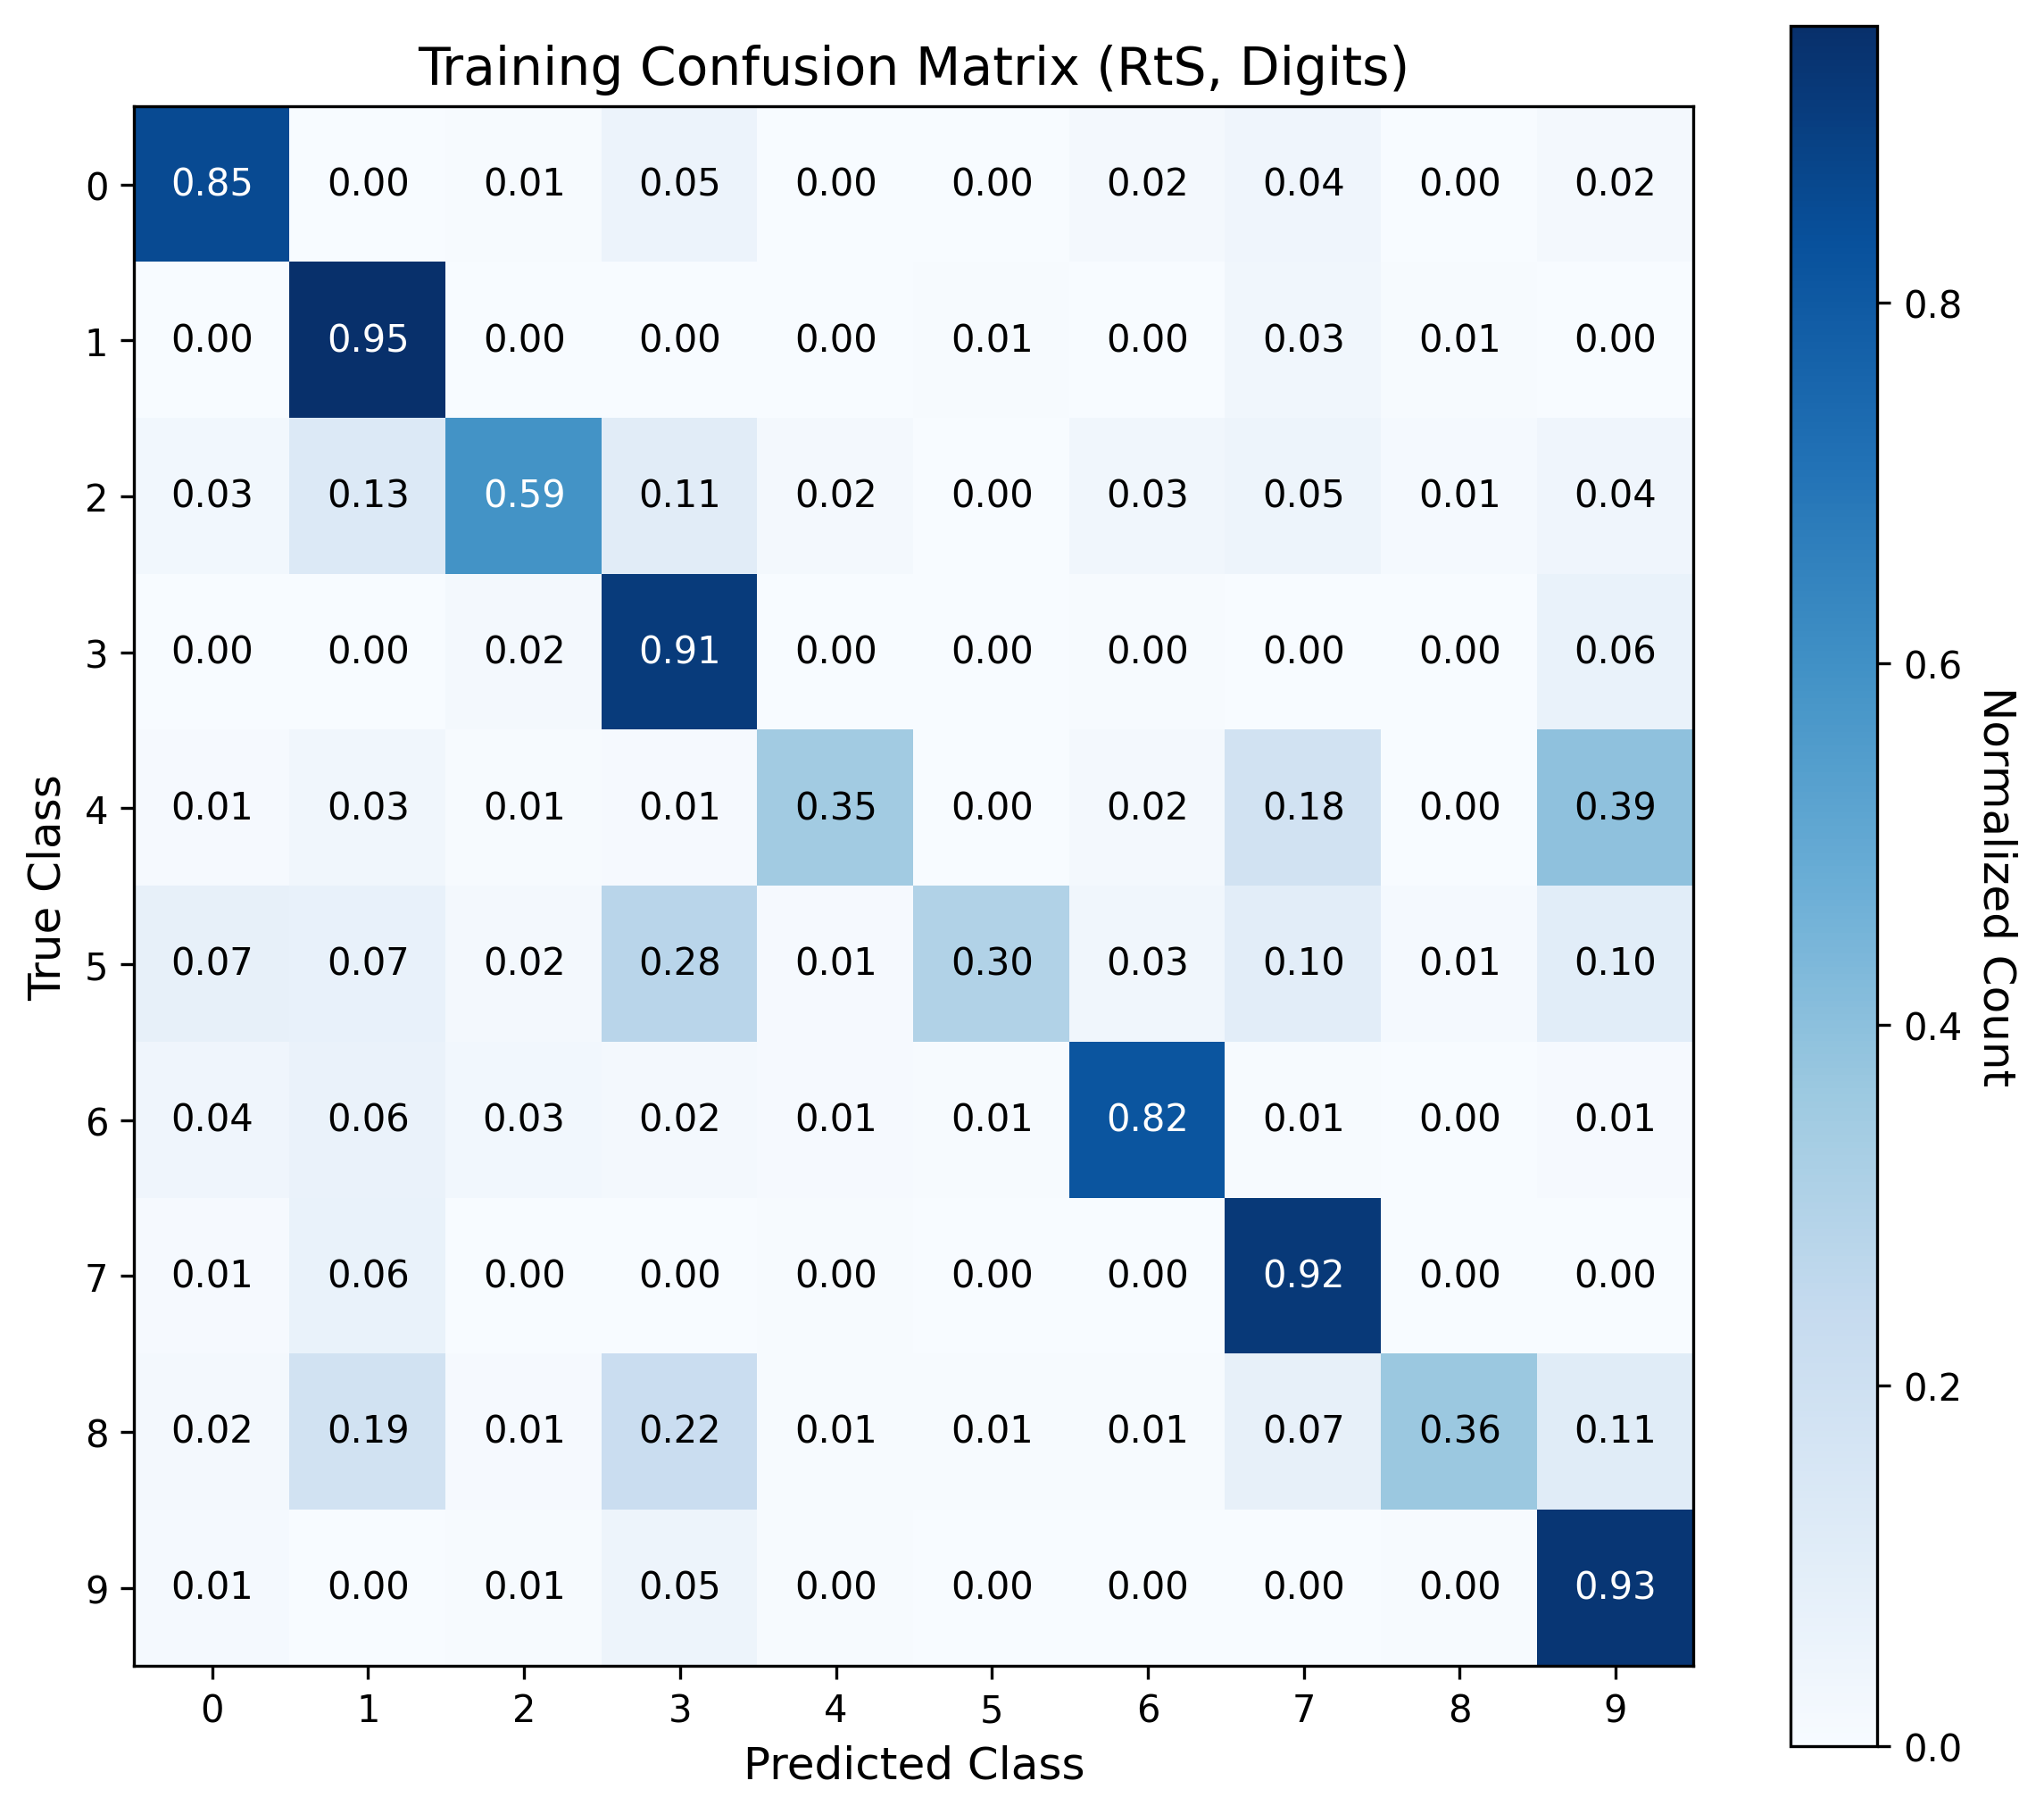 Training Confusion Matrix (RtS, Digits)
0 0.85 0.00 0.01 0.05 0.00 0.00 0.02 0.04 0.00 0.02
1 0.00 0.95 0.00 0.00 0.00 0.01 0.00 0.03 0.01 0.00
2 0.03 0.13 0.59 0.11 0.02 0.00 0.03 0.05 0.01 0.04
3 0.00 0.00 0.02 0.91 0.00 0.00 0.00 0.00 0.00 0.06
4 0.01 0.03 0.01 0.01 0.35 0.00 0.02 0.18 0.00 0.39
5 0.07 0.07 0.02 0.28 0.01 0.30 0.03 0.10 0.01 0.10
6 0.04 0.06 0.03 0.02 0.01 0.01 0.82 0.01 0.00 0.01
7 0.01 0.06 0.00 0.00 0.00 0.00 0.00 0.92 0.00 0.00
8 0.02 0.19 0.01 0.22 0.01 0.01 0.01 0.07 0.36 0.11
9 0.01 0.00 0.01 0.05 0.00 0.00 0.00 0.00 0.00 0.93
0 1 2 3 4 5 6 7 8 9
Predicted Class
True Class
0.8
0.6
0.4
0.2
0.0
Normalized Count